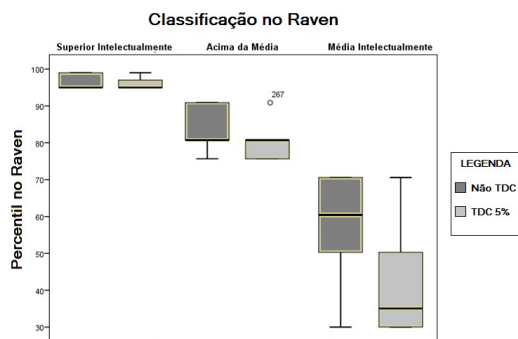 Classificação no Raven
Superior Intelectualmente
Acima da Média
Média Intelectualmente
Percentil no Raven
100
90
80
70
60
50
40
30
267
LEGENDA
Não TDC
TDC 5%